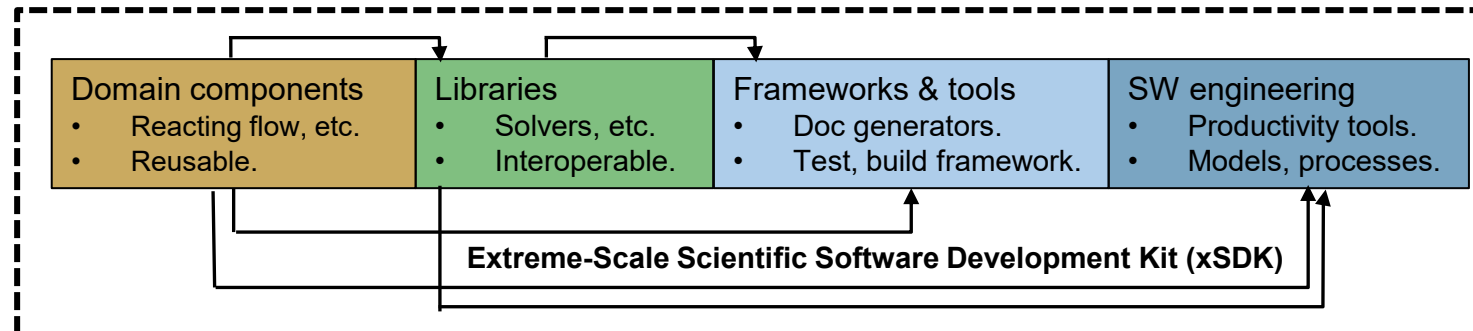 Domain components
• Reacting flow, etc.
• Reusable.
Libraries
• Solvers, etc.
• Interoperable.
Frameworks & tools
• Doc generators.
• Test, build framework.
SW engineering
• Productivity tools.
• Models, processes.
Extreme-Scale Scientific Software Development Kit (xSDK)